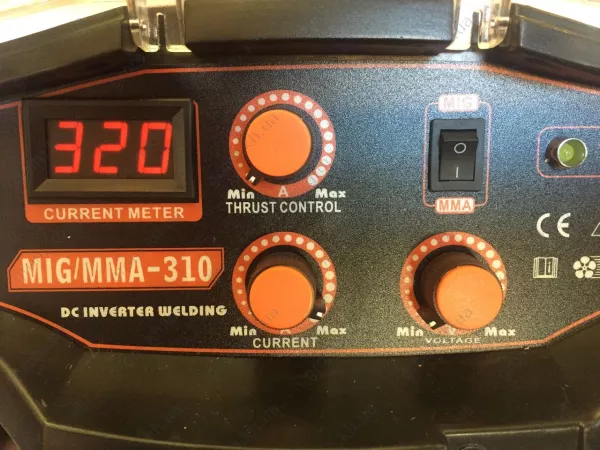 320
CURRENT METER
Min A Max
THRUST CONTROL
MIG
MMA
CE
MIG/MMA-310
DC INVERTER WELDING
Min A Max
CURRENT
Min V Max
VOLTAGE